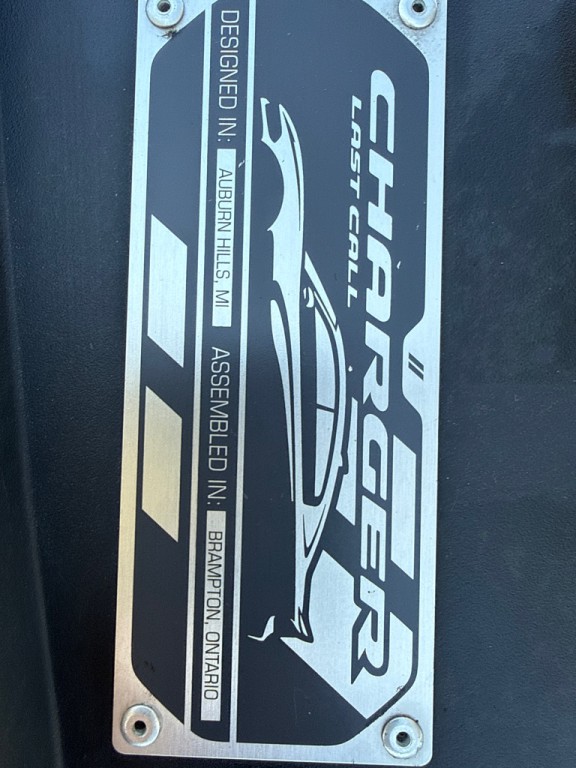 CHARGER
LAST CALL
DESIGNED IN: AUBURN HILLS, MI ASSEMBLED IN: BRAMPTON, ONTARIO